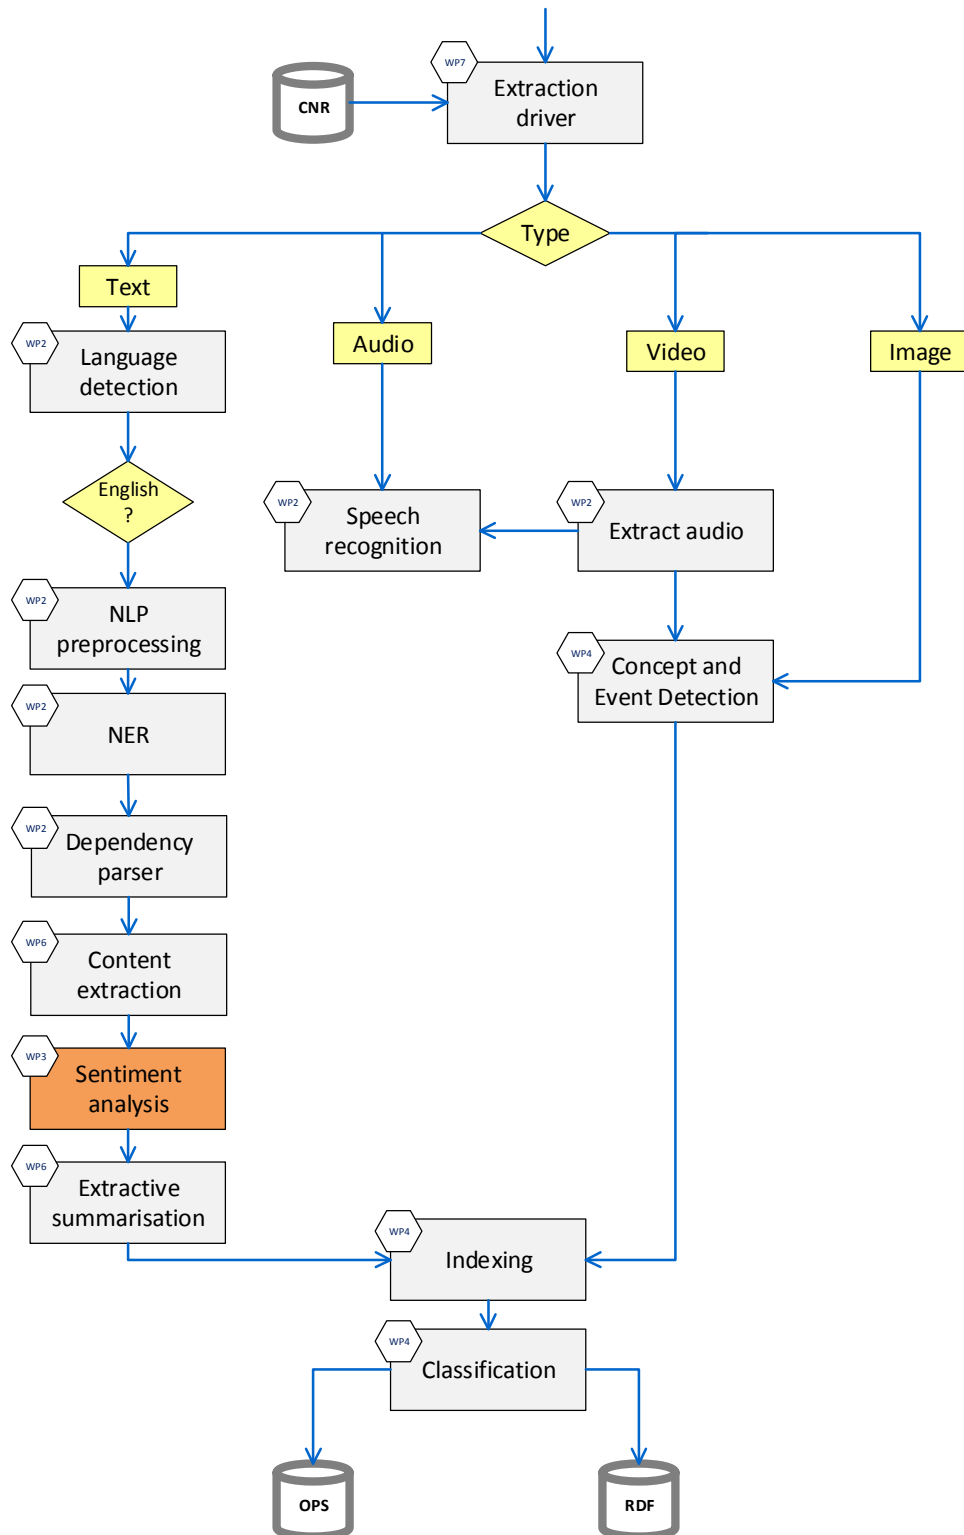 WP7
Extraction
driver
CNR
Type
Text
Audio
Video
Image
WP2
Language
detection
English
?
WP2
Speech
recognition
WP2
Extract audio
WP2
NLP
preprocessing
WP4
Concept and
Event Detection
WP2
NER
WP2
Dependency
parser
WP6
Content
extraction
WP3
Sentiment
analysis
WP6
Extractive
summarisation
WP4
Indexing
WP4
Classification
OPS
RDF